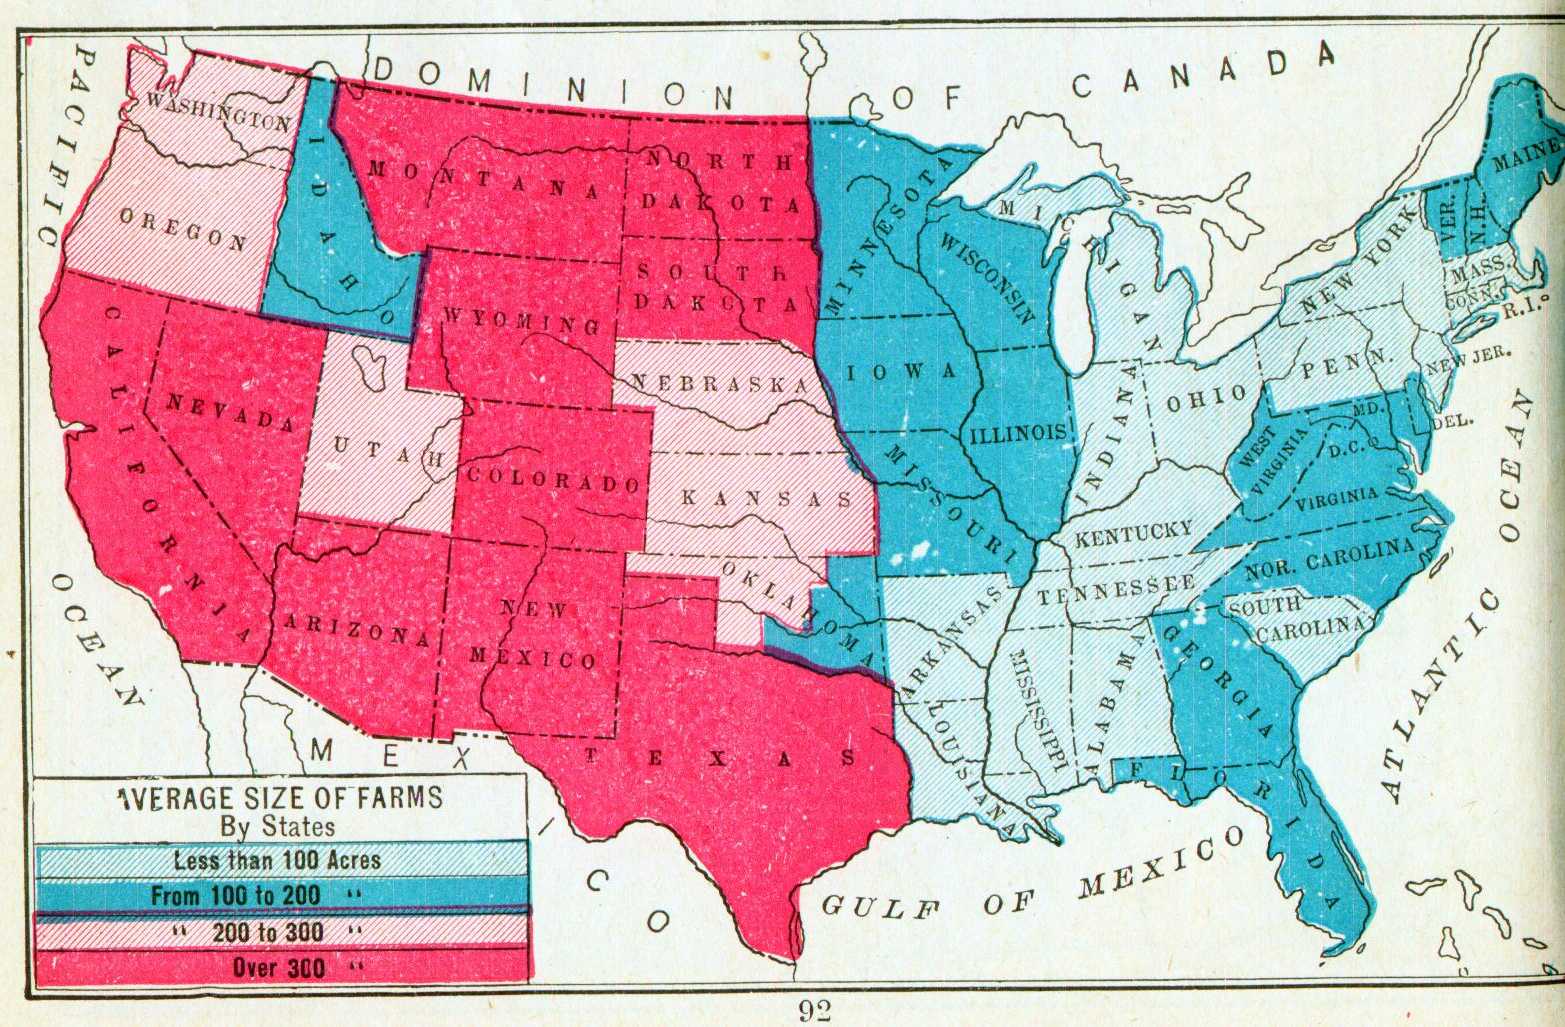 DOMINION OF CANADA
PACIFIC
OCEAN
WASHINGTON
OREGON
IDAHO
MONTANA
NORTH
DAKOTA
SOUTH
DAKOTA
WYOMING
CALIFORNIA
NEVADA
UTAH
COLORADO
ARIZONA
NEW
MEXICO
NEBRASKA
KANSAS
OKLAHOMA
TEXAS
MINNESOTA
IOWA
MISSOURI
ARKANSAS
LOUISIANA
WISCONSIN
ILLINOIS
MICHIGAN
INDIANA
OHIO
KENTUCKY
TENNESSEE
MISSISSIPPI
ALABAMA
GEORGIA
FLORIDA
SOUTH
CAROLINA
NOR. CAROLINA
VIRGINIA
WEST
VIRGINIA
D.C.
MD.
DEL.
PENN.
NEW JER.
NEW YORK
CONN.
R.I.
MASS.
VER.
N.H.
MAINE
ATLANTIC OCEAN
GULF OF MEXICO
MEXICO
AVERAGE SIZE OF FARMS
By States
Less than 100 Acres
From 100 to 200 "
" 200 to 300 "
Over 300 "
92